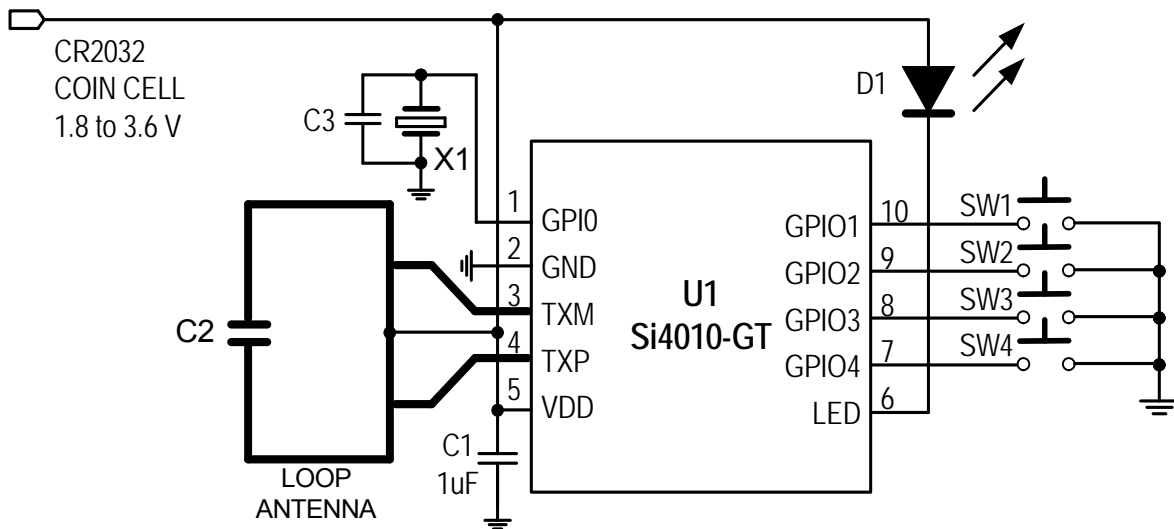 CR2032
COIN CELL
1.8 to 3.6 V
D1
C3
X1
1
GPI0
2
GND
3
TXM
4
TXP
5
VDD
U1
Si4010-GT
GPIO1
10
SW1
GPIO2
9
SW2
GPIO3
8
SW3
GPIO4
7
SW4
LED
6
C2
C1
1uF
LOOP
ANTENNA